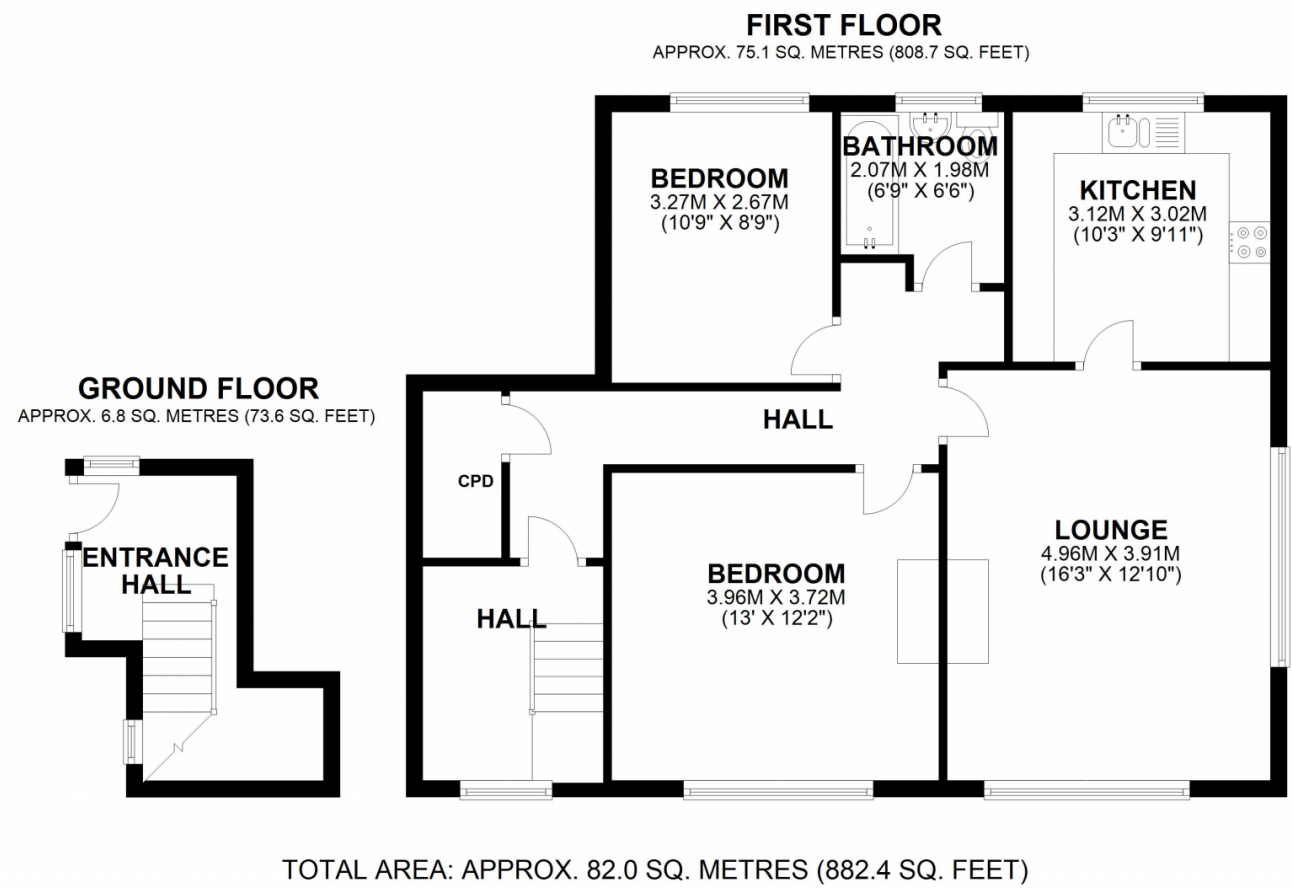 FIRST FLOOR
APPROX. 75.1 SQ. METRES (808.7 SQ. FEET)
BEDROOM
3.27M X 2.67M
(10'9" X 8'9")
BATHROOM
2.07M X 1.98M
(6'9" X 6'6")
KITCHEN
3.12M X 3.02M
(10'3" X 9'11")
GROUND FLOOR
APPROX. 6.8 SQ. METRES (73.6 SQ. FEET)
HALL
CPD
ENTRANCE
HALL
HALL
BEDROOM
3.96M X 3.72M
(13' X 12'2")
LOUNGE
4.96M X 3.91M
(16'3" X 12'10")
TOTAL AREA: APPROX. 82.0 SQ. METRES (882.4 SQ. FEET)